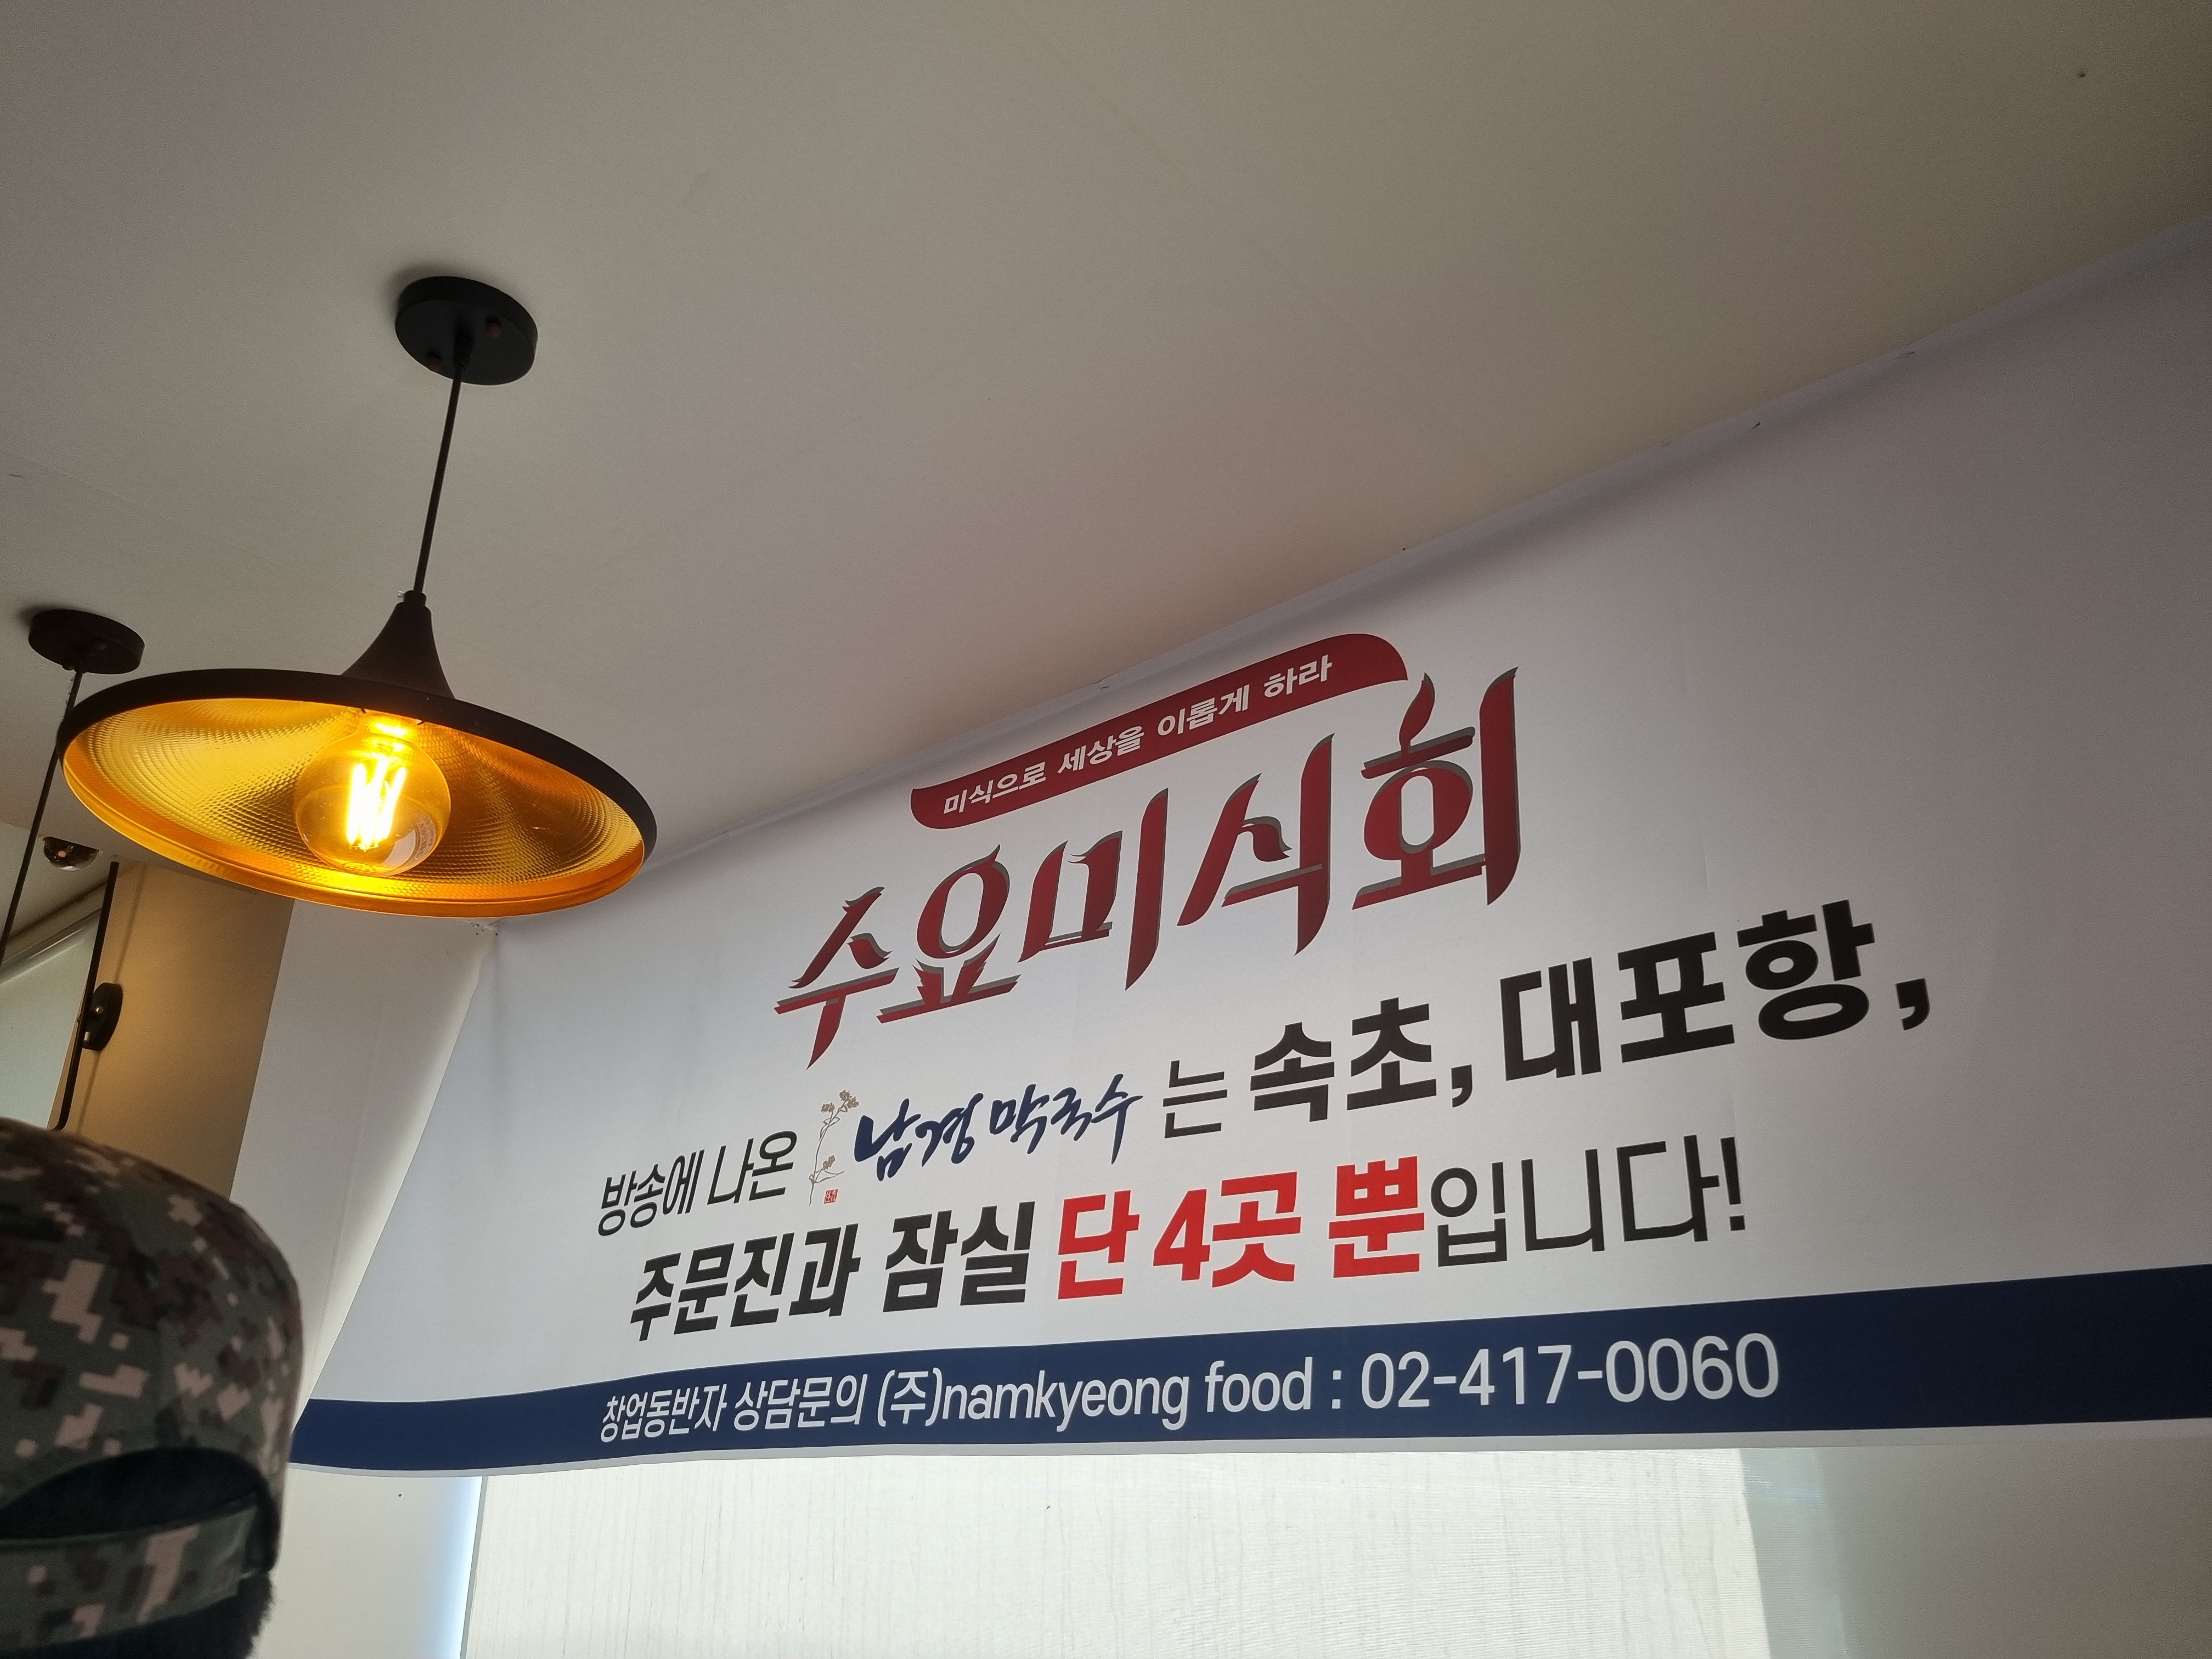 미식으로 세상을 이롭게 하라
수요미식회
방송에 나온 남경막국수는 속초, 대포항,
주문진과 잠실 단 4곳 뿐입니다!
창업동반자 상담문의 (주)namkyeong food : 02-417-0060